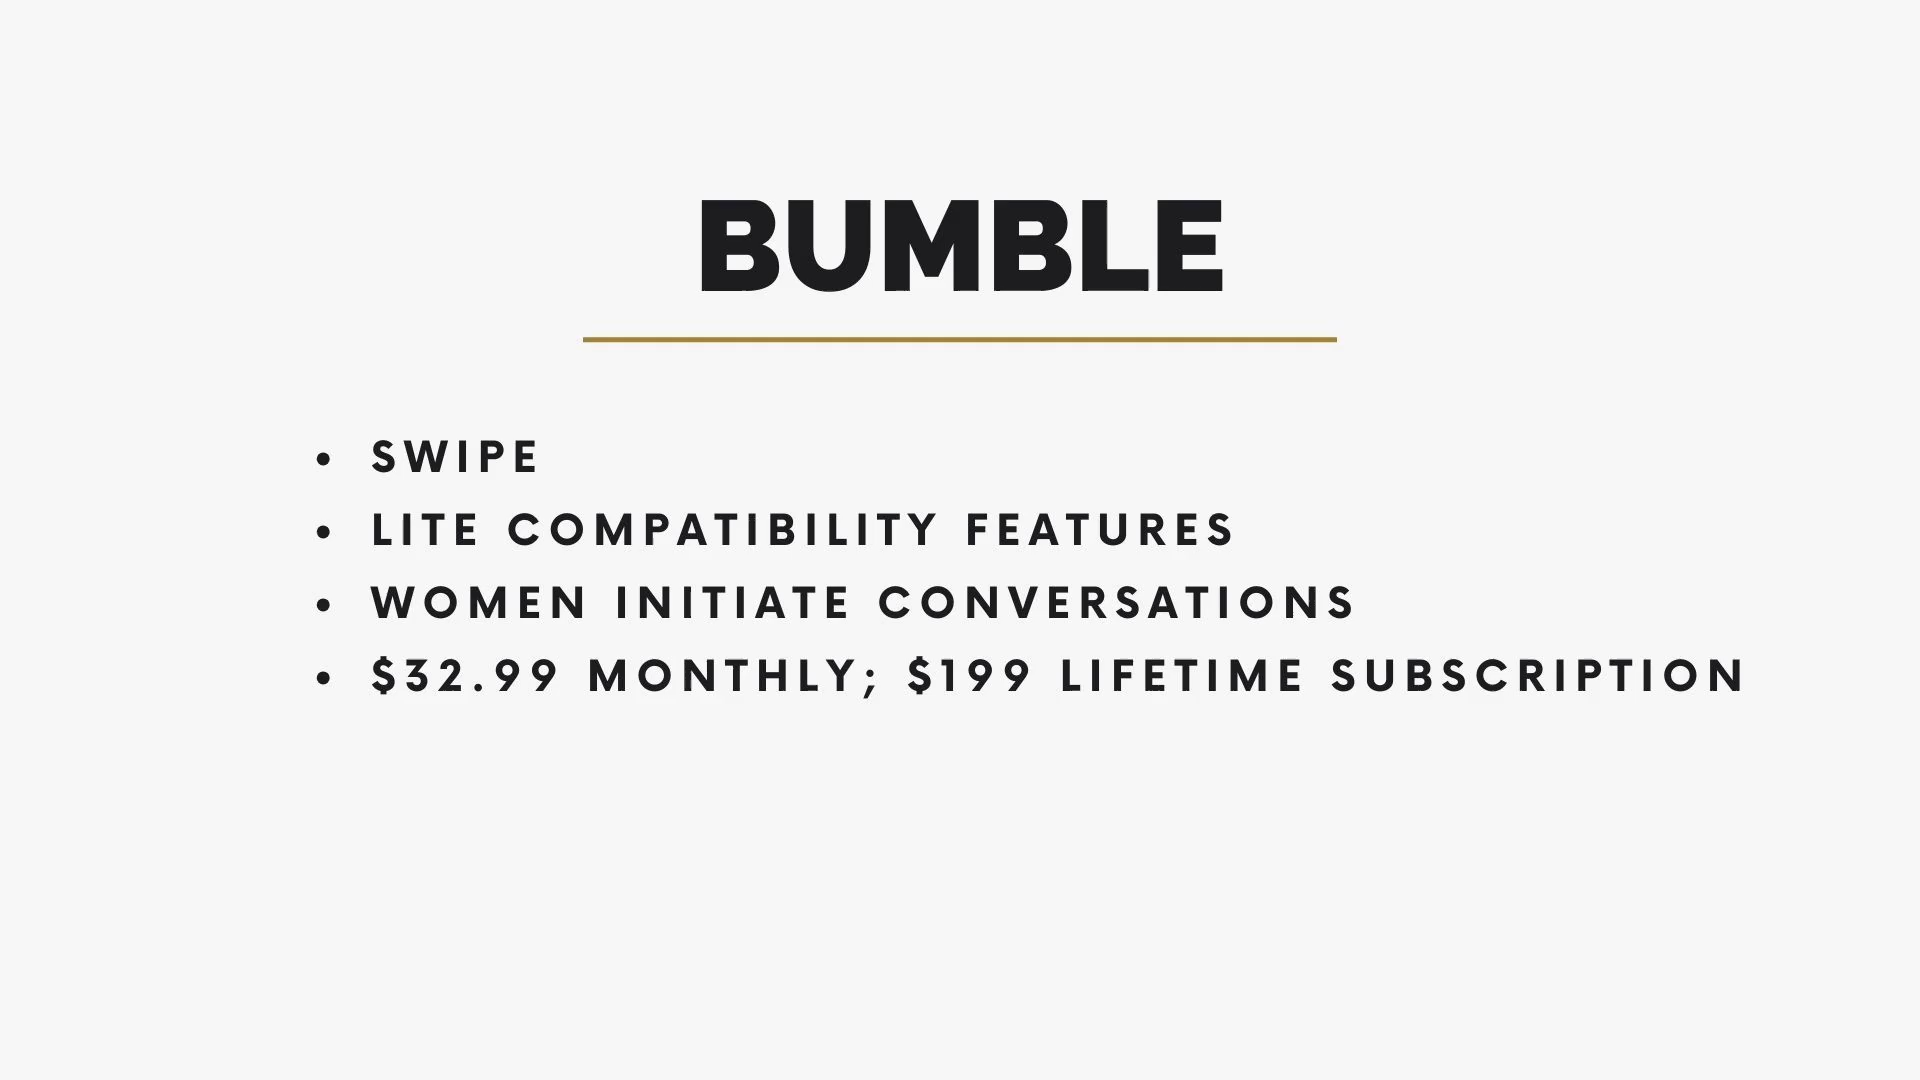 BUMBLE
• SWIPE
• LITE COMPATIBILITY FEATURES
• WOMEN INITIATE CONVERSATIONS
• $32.99 MONTHLY; $199 LIFETIME SUBSCRIPTION